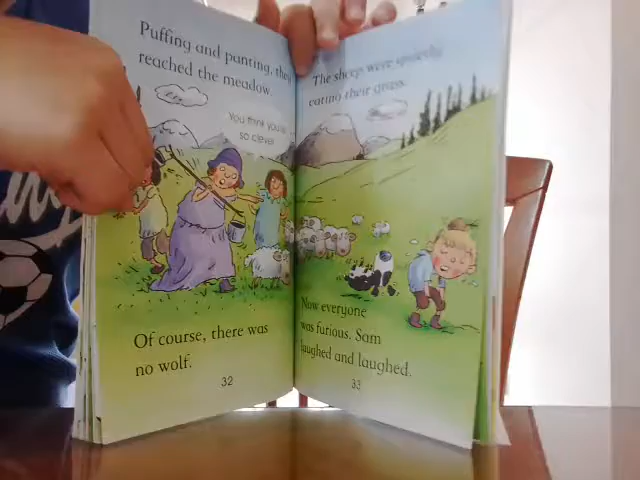 Puffing and panting, they
reached the meadow.
You think you're
so clever
Of course, there was
no wolf.
32
The sheep were quietly
eating their grass.
Now everyone
was furious. Sam
laughed and laughed.
33